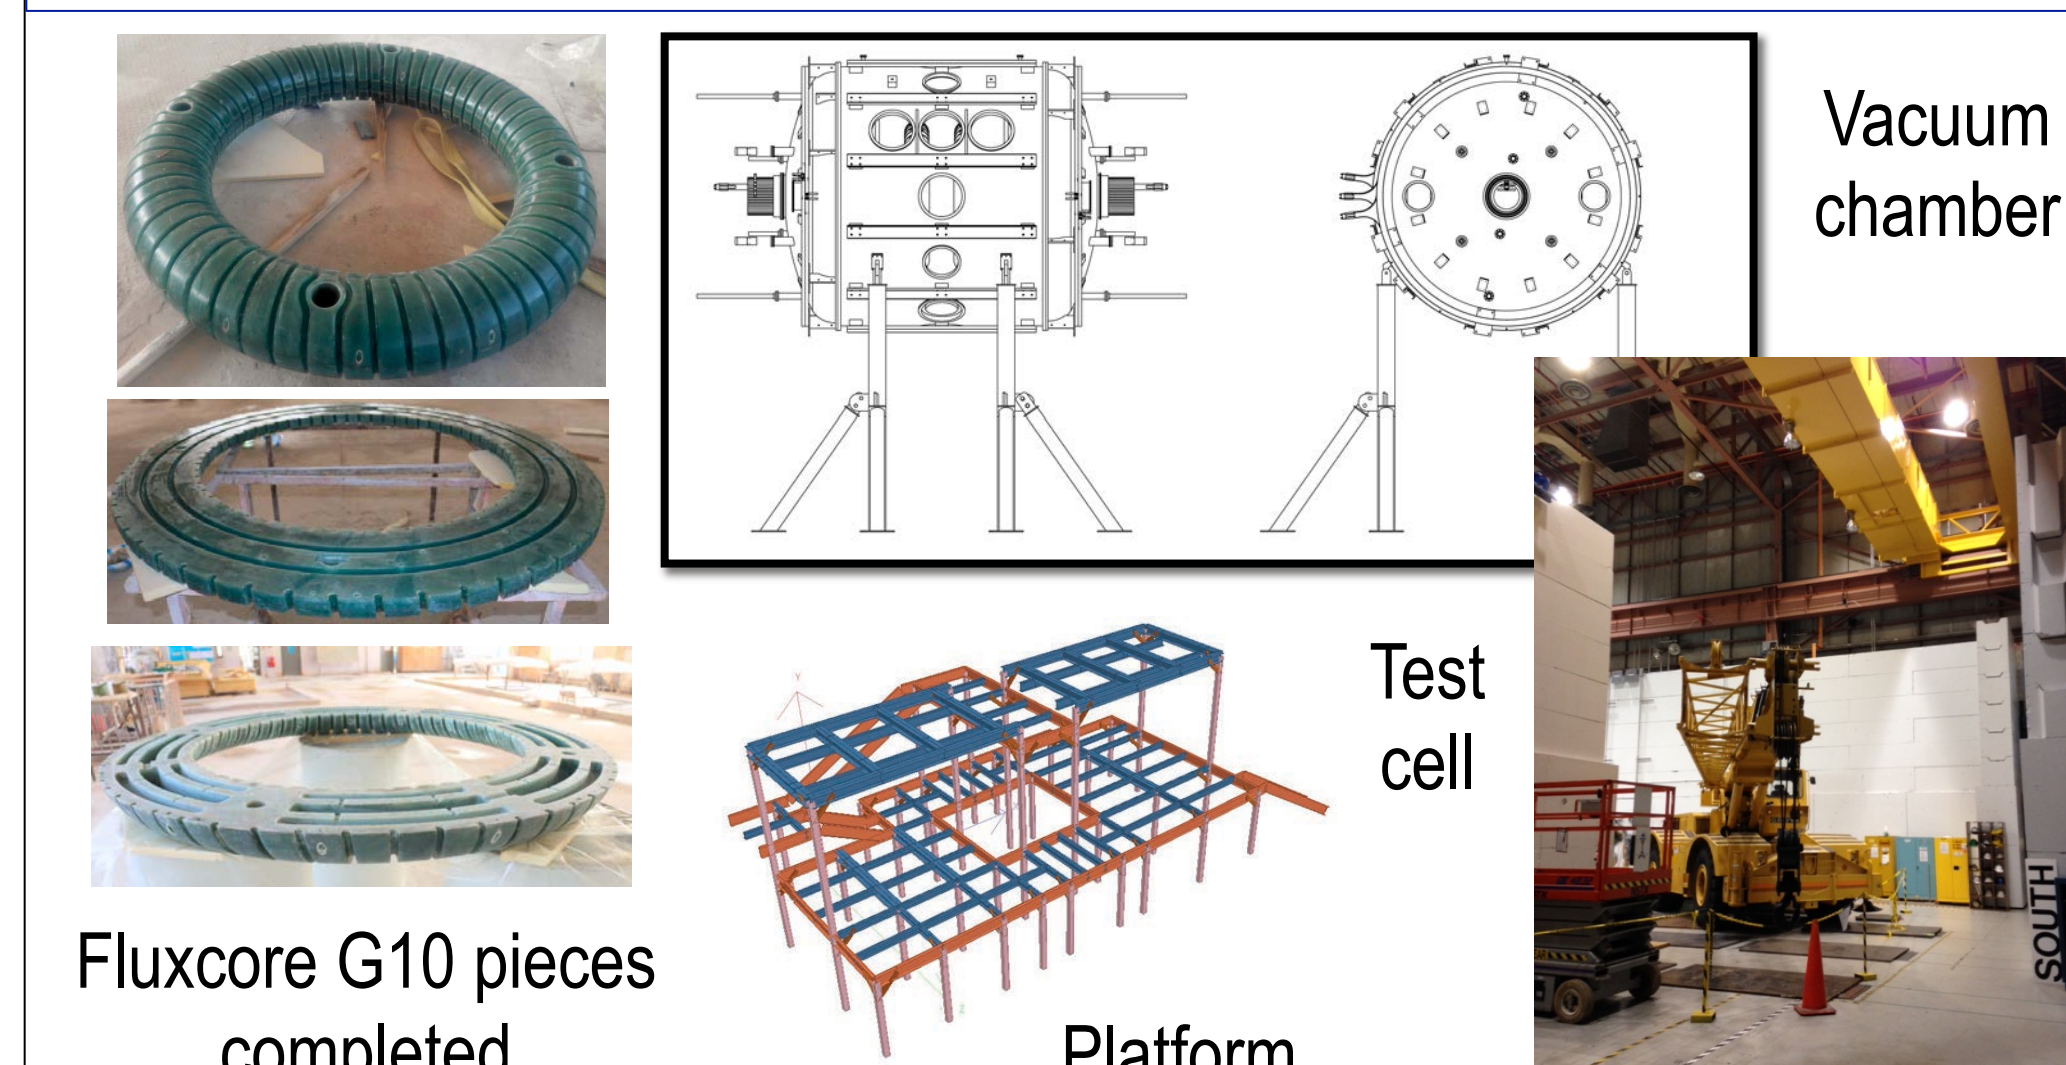 Vacuum
chamber
Test
cell
SOUTH
Fluxcore G10 pieces
completed
Platform